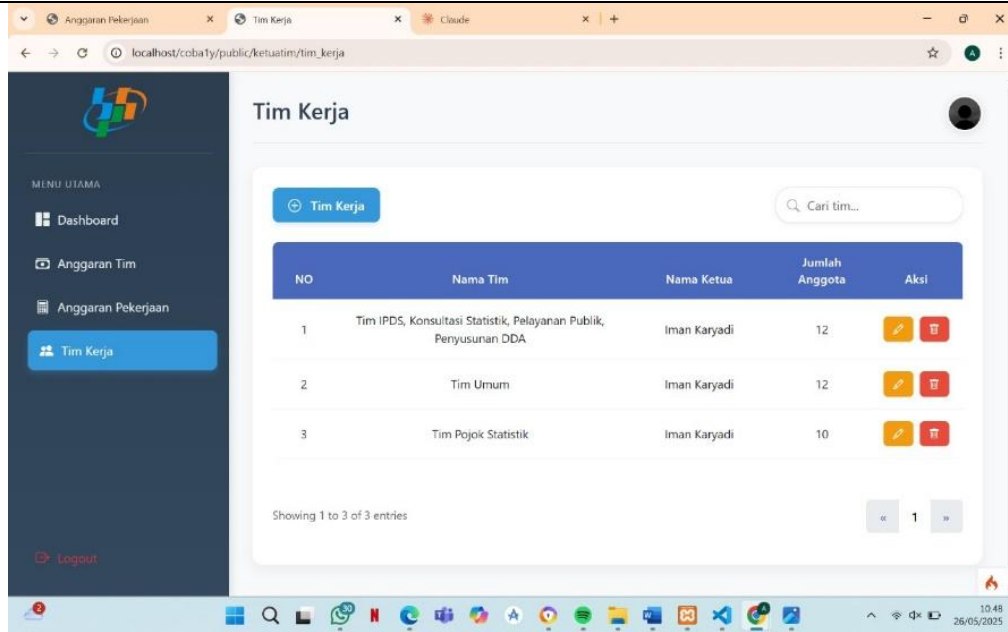 Anggaran Pekerjaan
Tim Kerja
Claude
localhost/coba1y/public/ketuatim/tim_kerja
A
Tim Kerja
MENU UTAMA
Dashboard
Anggaran Tim
Anggaran Pekerjaan
Tim Kerja
Logout
Tim Kerja
Cari tim...
NO Nama Tim Nama Ketua Jumlah Anggota Aksi
1 Tim IPDS, Konsultasi Statistik, Pelayanan Publik,
Penyusunan DDA Iman Karyadi 12
2 Tim Umum Iman Karyadi 12
3 Tim Pojok Statistik Iman Karyadi 10
Showing 1 to 3 of 3 entries
« 1 »
10.48
26/05/2025